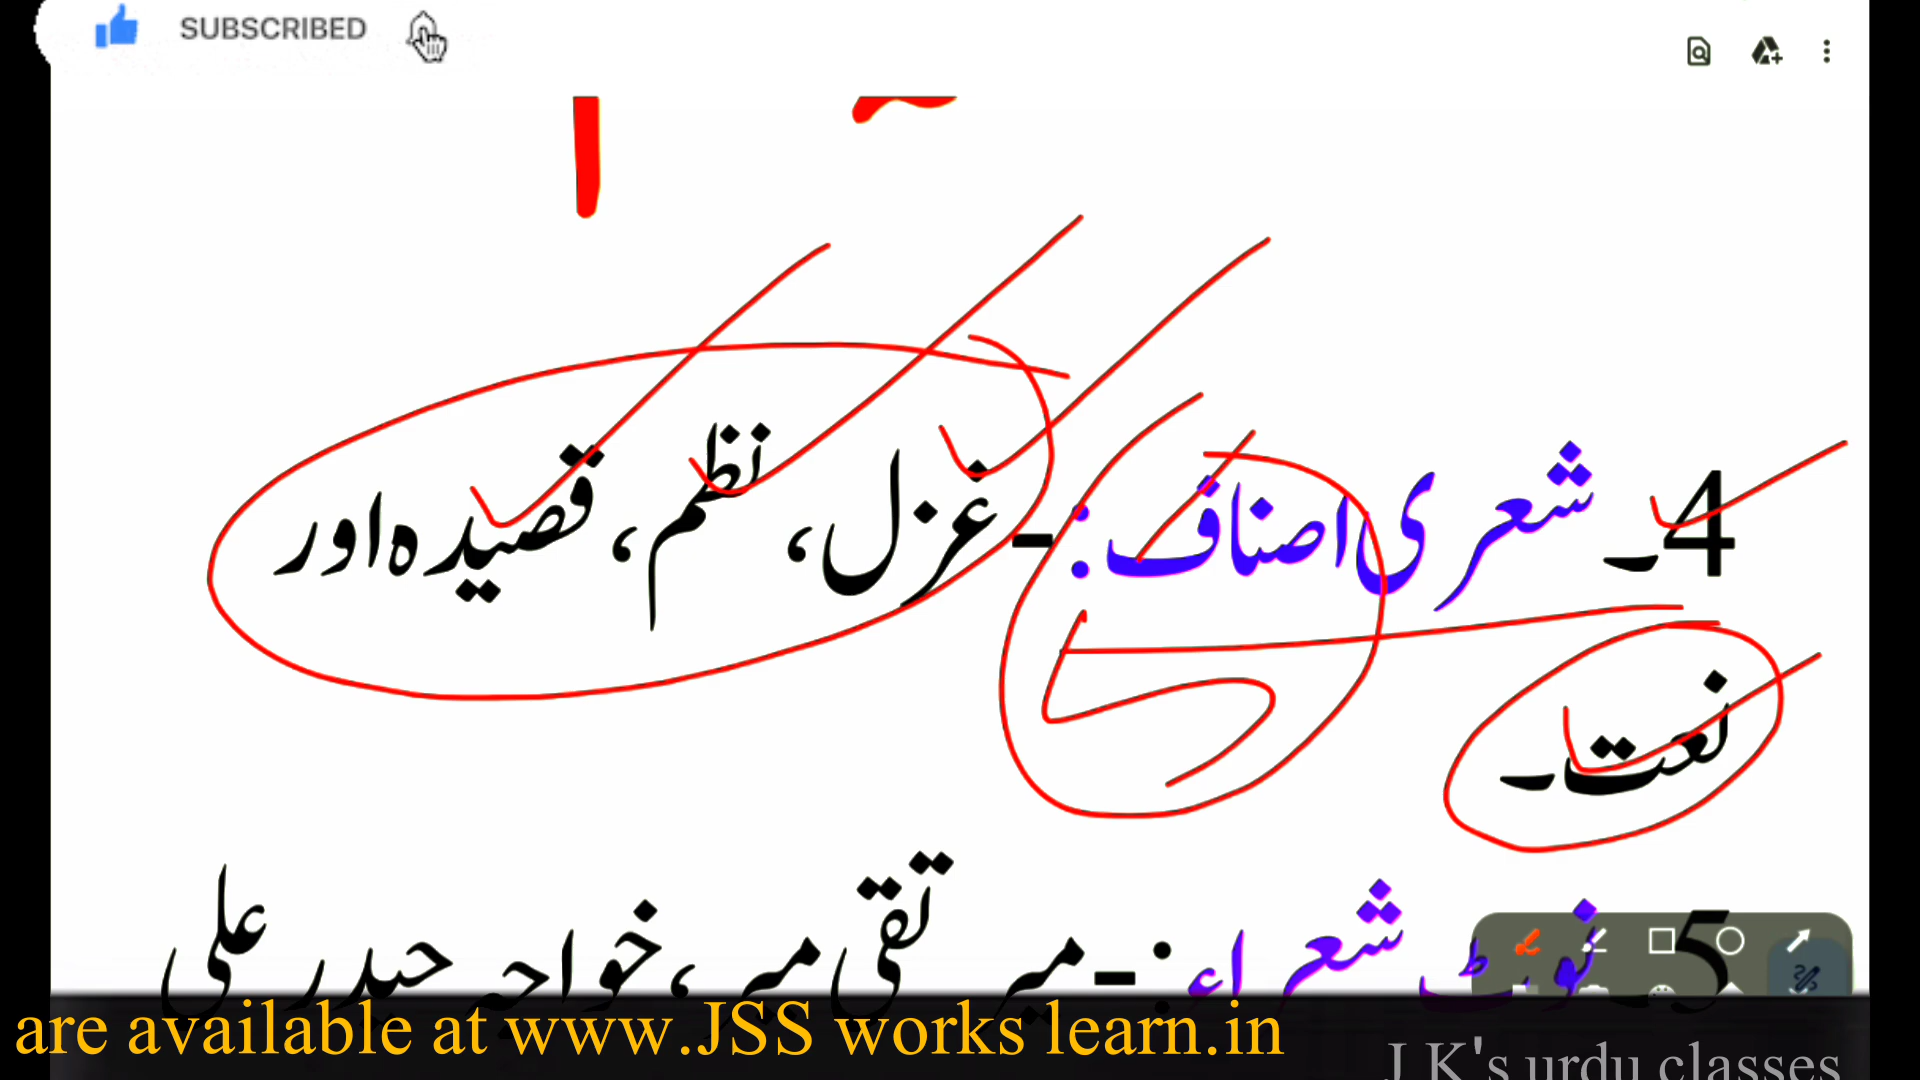 SUBSCRIBED
4۔ شعری اصناف:- غزل، نظم، قصیدہ اور
نعت۔
5۔ نوٹ شعراء:- میر تقی میر، خواجہ حیدر علی
are available at www.JSS works learn.in
J K's urdu classes